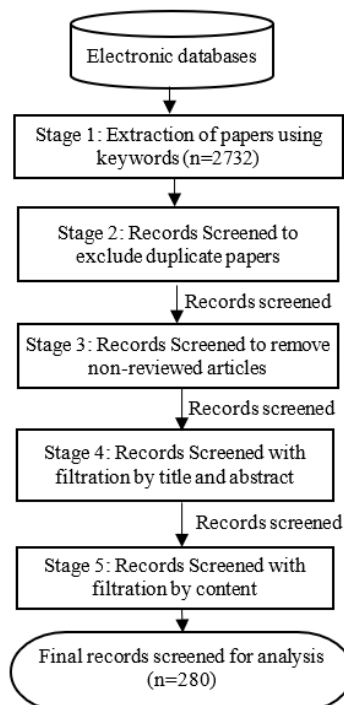 Electronic databases
Stage 1: Extraction of papers using
keywords (n=2732)
Stage 2: Records Screened to
exclude duplicate papers
Records screened
Stage 3: Records Screened to remove
non-reviewed articles
Records screened
Stage 4: Records Screened with
filtration by title and abstract
Records screened
Stage 5: Records Screened with
filtration by content
Final records screened for analysis
(n=280)